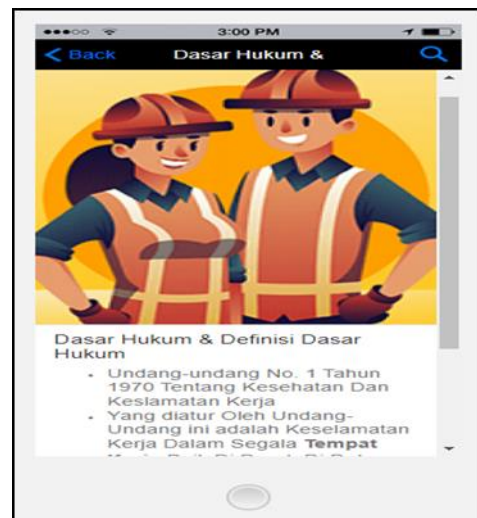 3:00 PM
Back
Dasar Hukum &
Dasar Hukum & Definisi Dasar
Hukum
Undang-undang No. 1 Tahun
1970 Tentang Kesehatan Dan
Keslamatan Kerja
Yang diatur Oleh Undang-
Undang ini adalah Keselamatan
Kerja Dalam Segala Tempat